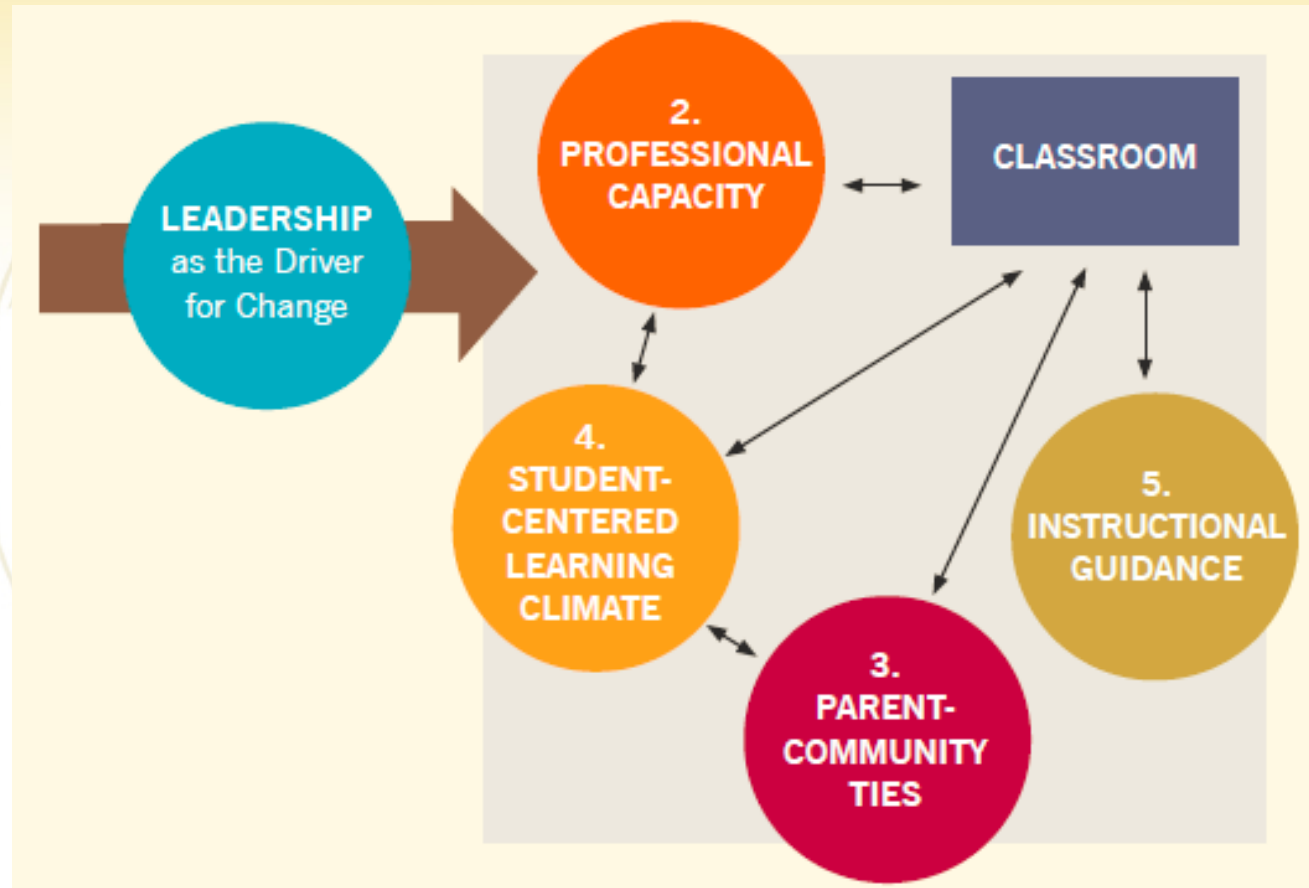 LEADERSHIP
as the Driver
for Change
2.
PROFESSIONAL
CAPACITY
CLASSROOM
4.
STUDENT-
CENTERED
LEARNING
CLIMATE
3.
PARENT-
COMMUNITY
TIES
5.
INSTRUCTIONAL
GUIDANCE